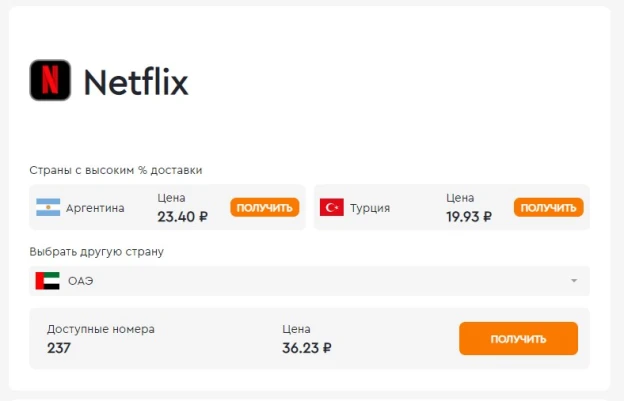 N Netflix
Страны с высоким % доставки
Аргентина
Цена
23.40 ₽
ПОЛУЧИТЬ
Турция
Цена
19.93 ₽
ПОЛУЧИТЬ
Выбрать другую страну
ОАЭ
Доступные номера
237
Цена
36.23 ₽
ПОЛУЧИТЬ